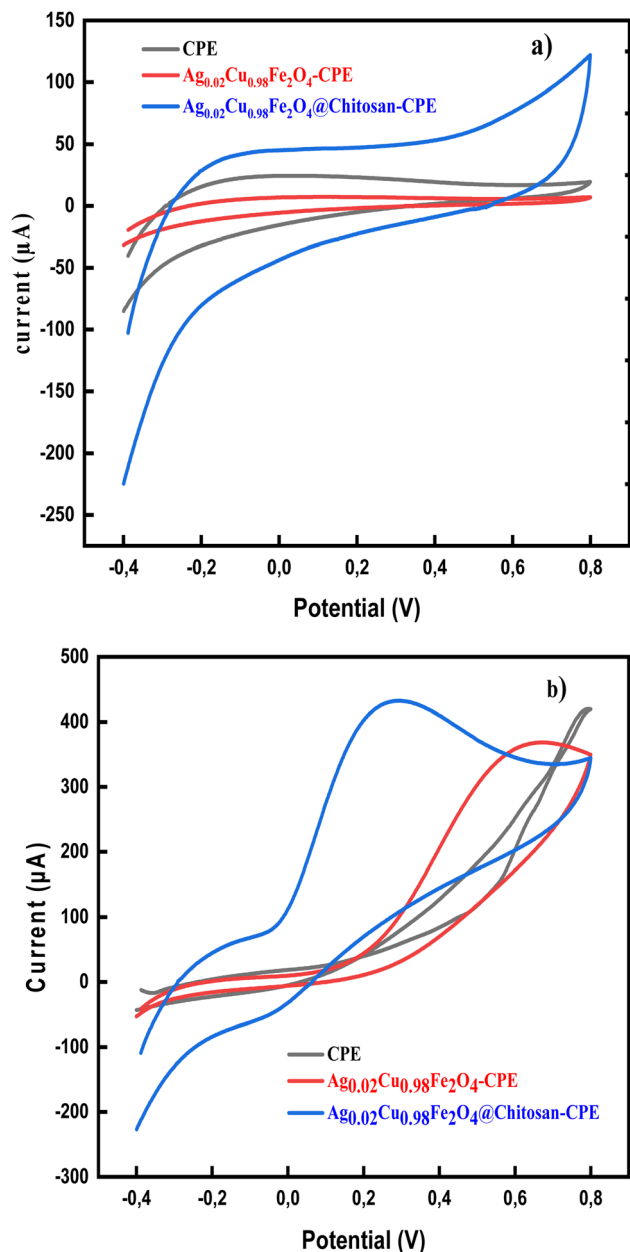 a)
CPE
Ag0.02Cu0.98Fe2O4-CPE
Ag0.02Cu0.98Fe2O4@Chitosan-CPE
current (µA)
150
100
50
0
-50
-100
-150
-200
-250
-0,4 -0,2 0,0 0,2 0,4 0,6 0,8
Potential (V)
b)
Current (µA)
500
400
300
200
100
0
-100
-200
-300
CPE
Ag0.02Cu0.98Fe2O4-CPE
Ag0.02Cu0.98Fe2O4@Chitosan-CPE
-0,4 -0,2 0,0 0,2 0,4 0,6 0,8
Potential (V)